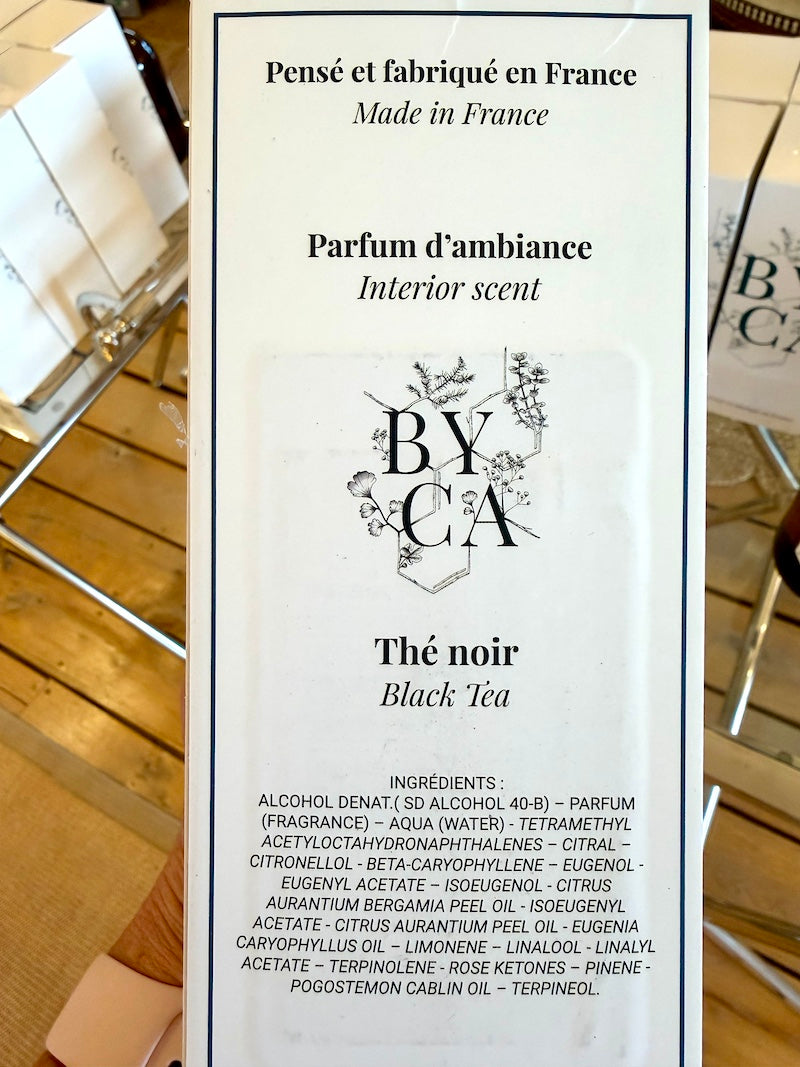 Pensé et fabriqué en France
Made in France
Parfum d’ambiance
Interior scent
BY
CA
Thé noir
Black Tea
INGRÉDIENTS :
ALCOHOL DENAT.( SD ALCOHOL 40-B) – PARFUM
(FRAGRANCE) – AQUA (WATER) - TETRAMETHYL
ACETYLOCTAHYDRONAPHTHALENES – CITRAL –
CITRONELLOL - BETA-CARYOPHYLLENE – EUGENOL -
EUGENYL ACETATE – ISOEUGENOL - CITRUS
AURANTIUM BERGAMIA PEEL OIL - ISOEUGENYL
ACETATE - CITRUS AURANTIUM PEEL OIL - EUGENIA
CARYOPHYLLUS OIL – LIMONENE – LINALOOL - LINALYL
ACETATE – TERPINOLENE - ROSE KETONES – PINENE -
POGOSTEMON CABLIN OIL – TERPINEOL.
BY
CA